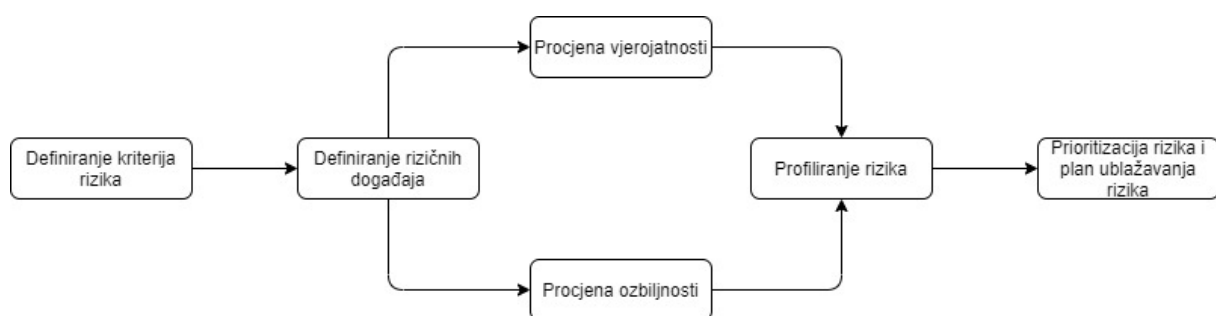 Definiranje kriterija
rizika
Definiranje rizičnih
događaja
Procjena vjerojatnosti
Procjena ozbiljnosti
Profiliranje rizika
Prioritizacija rizika i
plan ublažavanja
rizika